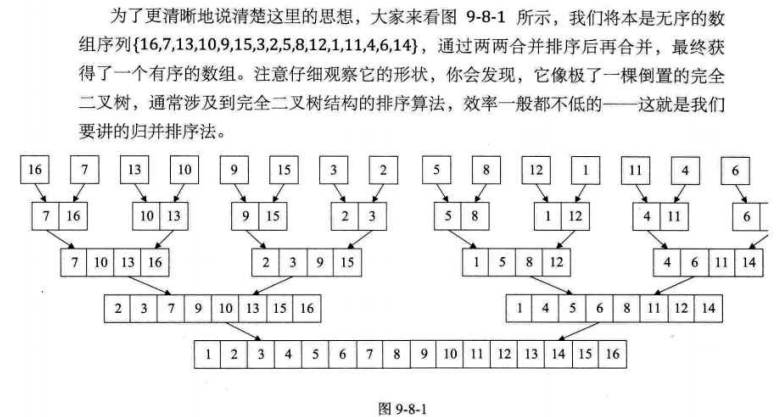 为了更清晰地说清楚这里的思想，大家来看图 9-8-1 所示，我们将本是无序的数
组序列{16,7,13,10,9,15,3,2,5,8,12,1,11,4,6,14}，通过两两合并排序后再合并，最终获
得了一个有序的数组。注意仔细观察它的形状，你会发现，它像极了一棵倒置的完全
二叉树，通常涉及到完全二叉树结构的排序算法，效率一般都不低的——这就是我们
要讲的归并排序法。
16 7 13 10 9 15 3 2 5 8 12 1 11 4 6
7 16 10 13 9 15 2 3 5 8 1 12 4 11 6
7 10 13 16 2 3 9 15 1 5 8 12 4 6 11 14
2 3 7 9 10 13 15 16 1 4 5 6 8 11 12 14
1 2 3 4 5 6 7 8 9 10 11 12 13 14 15 16
图 9-8-1